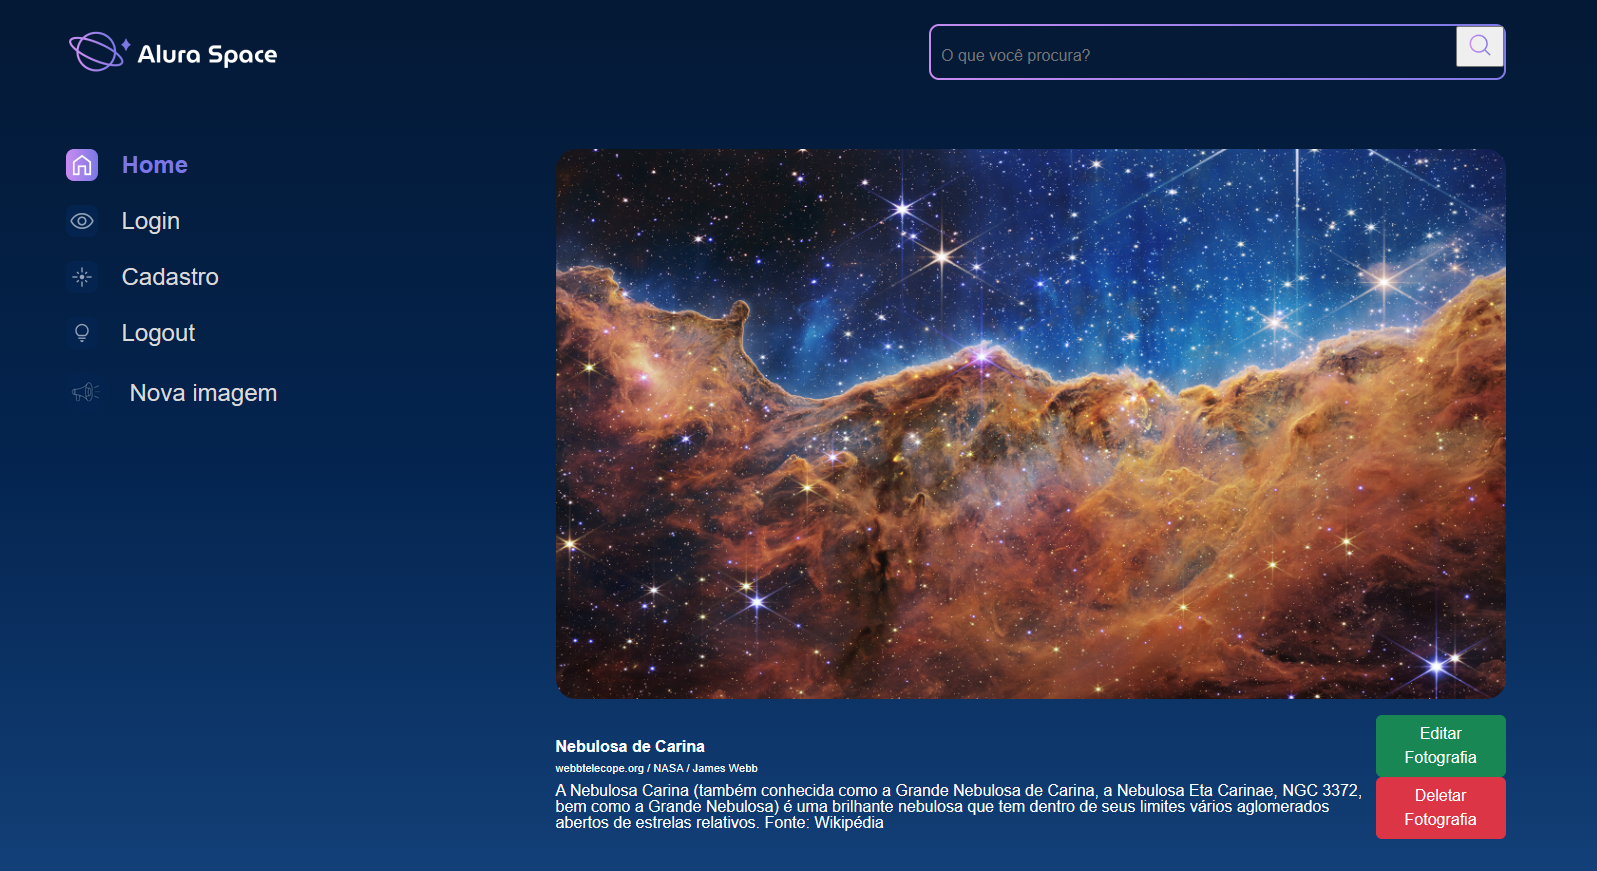 Alura Space
O que você procura?
Home
Login
Cadastro
Logout
Nova imagem
Nebulosa de Carina
webbtelecope.org / NASA / James Webb
A Nebulosa Carina (também conhecida como a Grande Nebulosa de Carina, a Nebulosa Eta Carinae, NGC 3372,
bem como a Grande Nebulosa) é uma brilhante nebulosa que tem dentro de seus limites vários aglomerados
abertos de estrelas relativos. Fonte: Wikipédia
Editar
Fotografia
Deletar
Fotografia